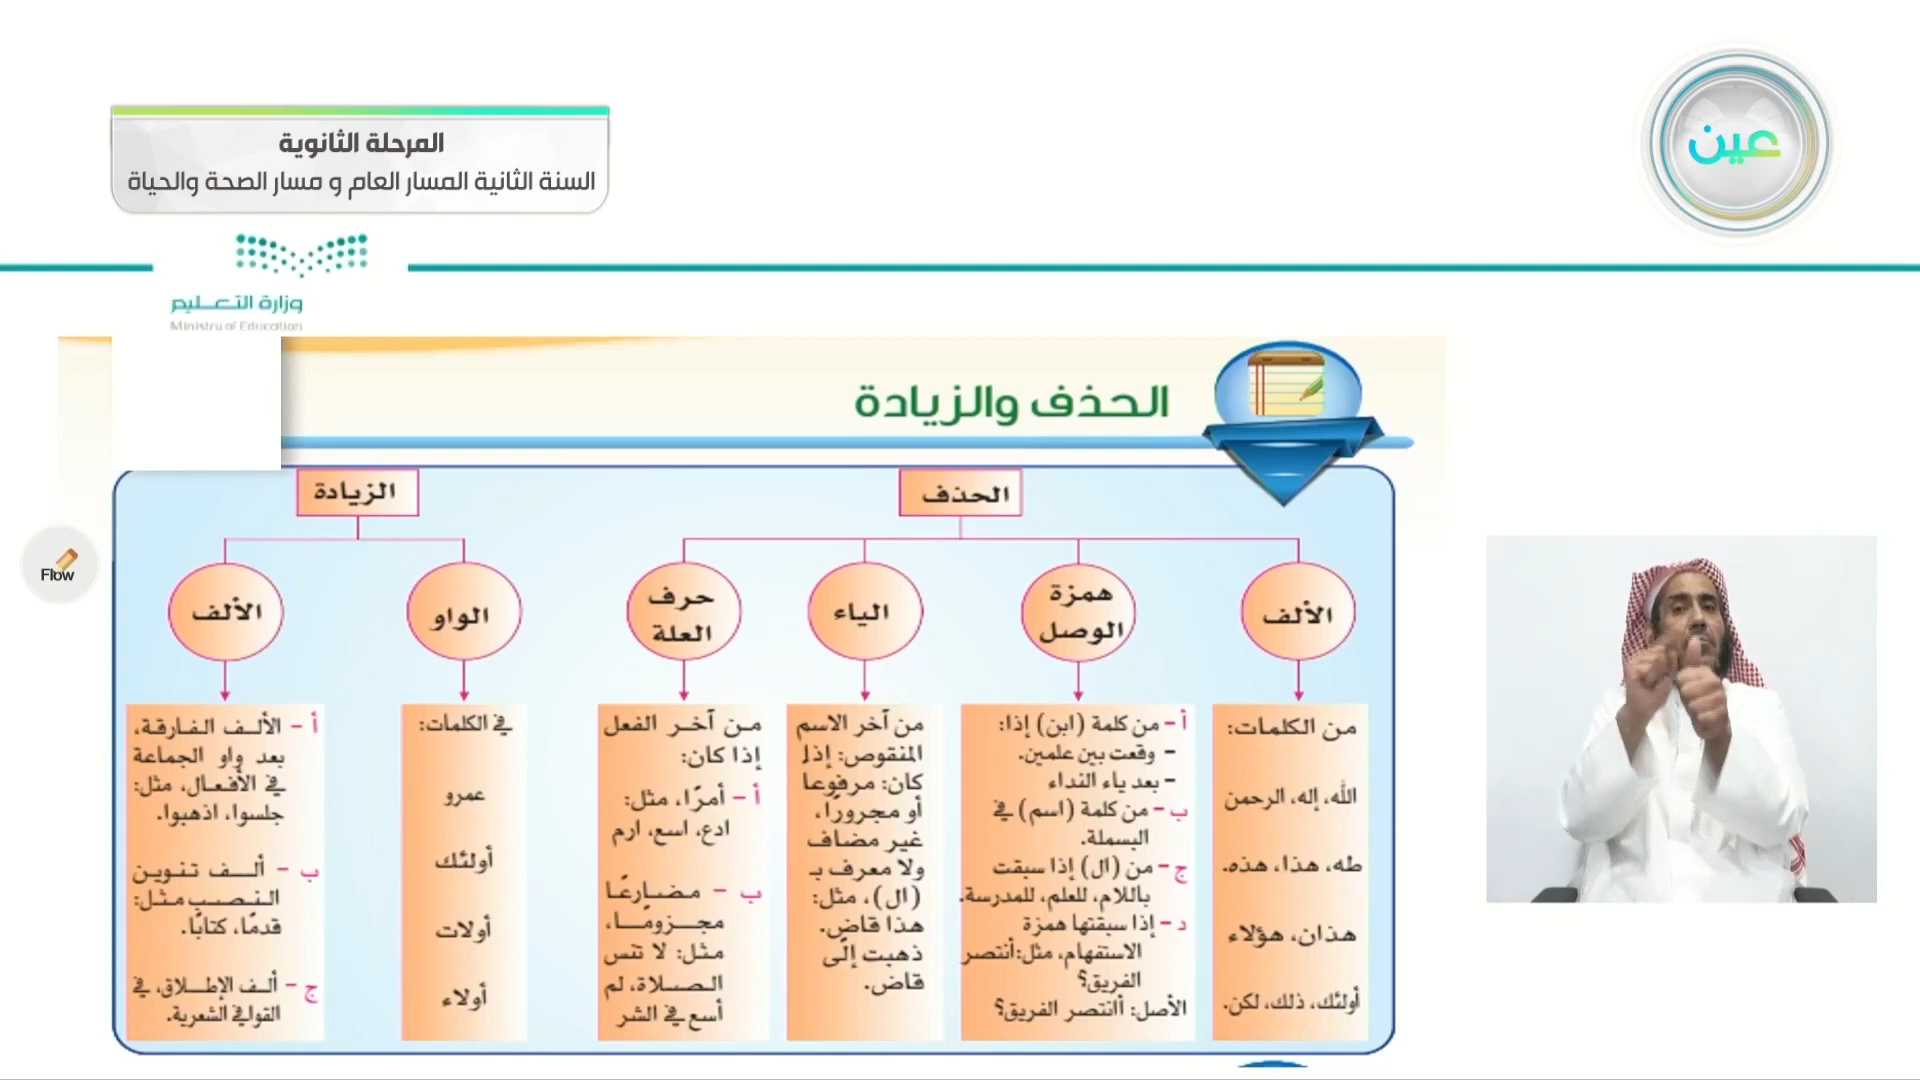 المرحلة الثانوية
السنة الثانية المسار العام و مسار الصحة والحياة
عين
وزارة التعليم
Ministry of Education
الحذف والزيادة
Flow
الحذف
الألف
من الكلمات:
الله، إله، الرحمن
طه، هذا، هذه.
هذان، هؤلاء
أولئك، ذلك، لكن.
همزة
الوصل
أ - من كلمة (ابن) إذا:
- وقعت بين علمين.
- بعد ياء النداء
ب - من كلمة (اسم) في
البسملة.
ج - من (ال) إذا سبقت
باللام، للعلم، للمدرسة.
د - إذا سبقتها همزة
الاستفهام، مثل: أنتصر
الفريق؟
الأصل: أانتصر الفريق؟
الياء
من آخر الاسم
المنقوص: إذا
كان: مرفوعا
أو مجرورًا،
غير مضاف
ولا معرف بـ
(ال)، مثل:
هذا قاضٍ.
ذهبت إلى
قاض.
حرف
العلة
من آخر الفعل
إذا كان:
أ - أمرًا، مثل:
ادع، اسع، ارم
ب - مضارعًا
مجزومًا،
مثل: لا تنس
الصلاة، لم
أسع في الشر
الزيادة
الواو
في الكلمات:
عمرو
أولئك
أولات
أولاء
الألف
أ - الألف الفارقة،
بعد واو الجماعة
في الأفعال، مثل:
جلسوا، اذهبوا.
ب - ألف تنوين
النصب مثل:
قدمًا، كتابًا.
ج - ألف الإطلاق، في
القوافي الشعرية.